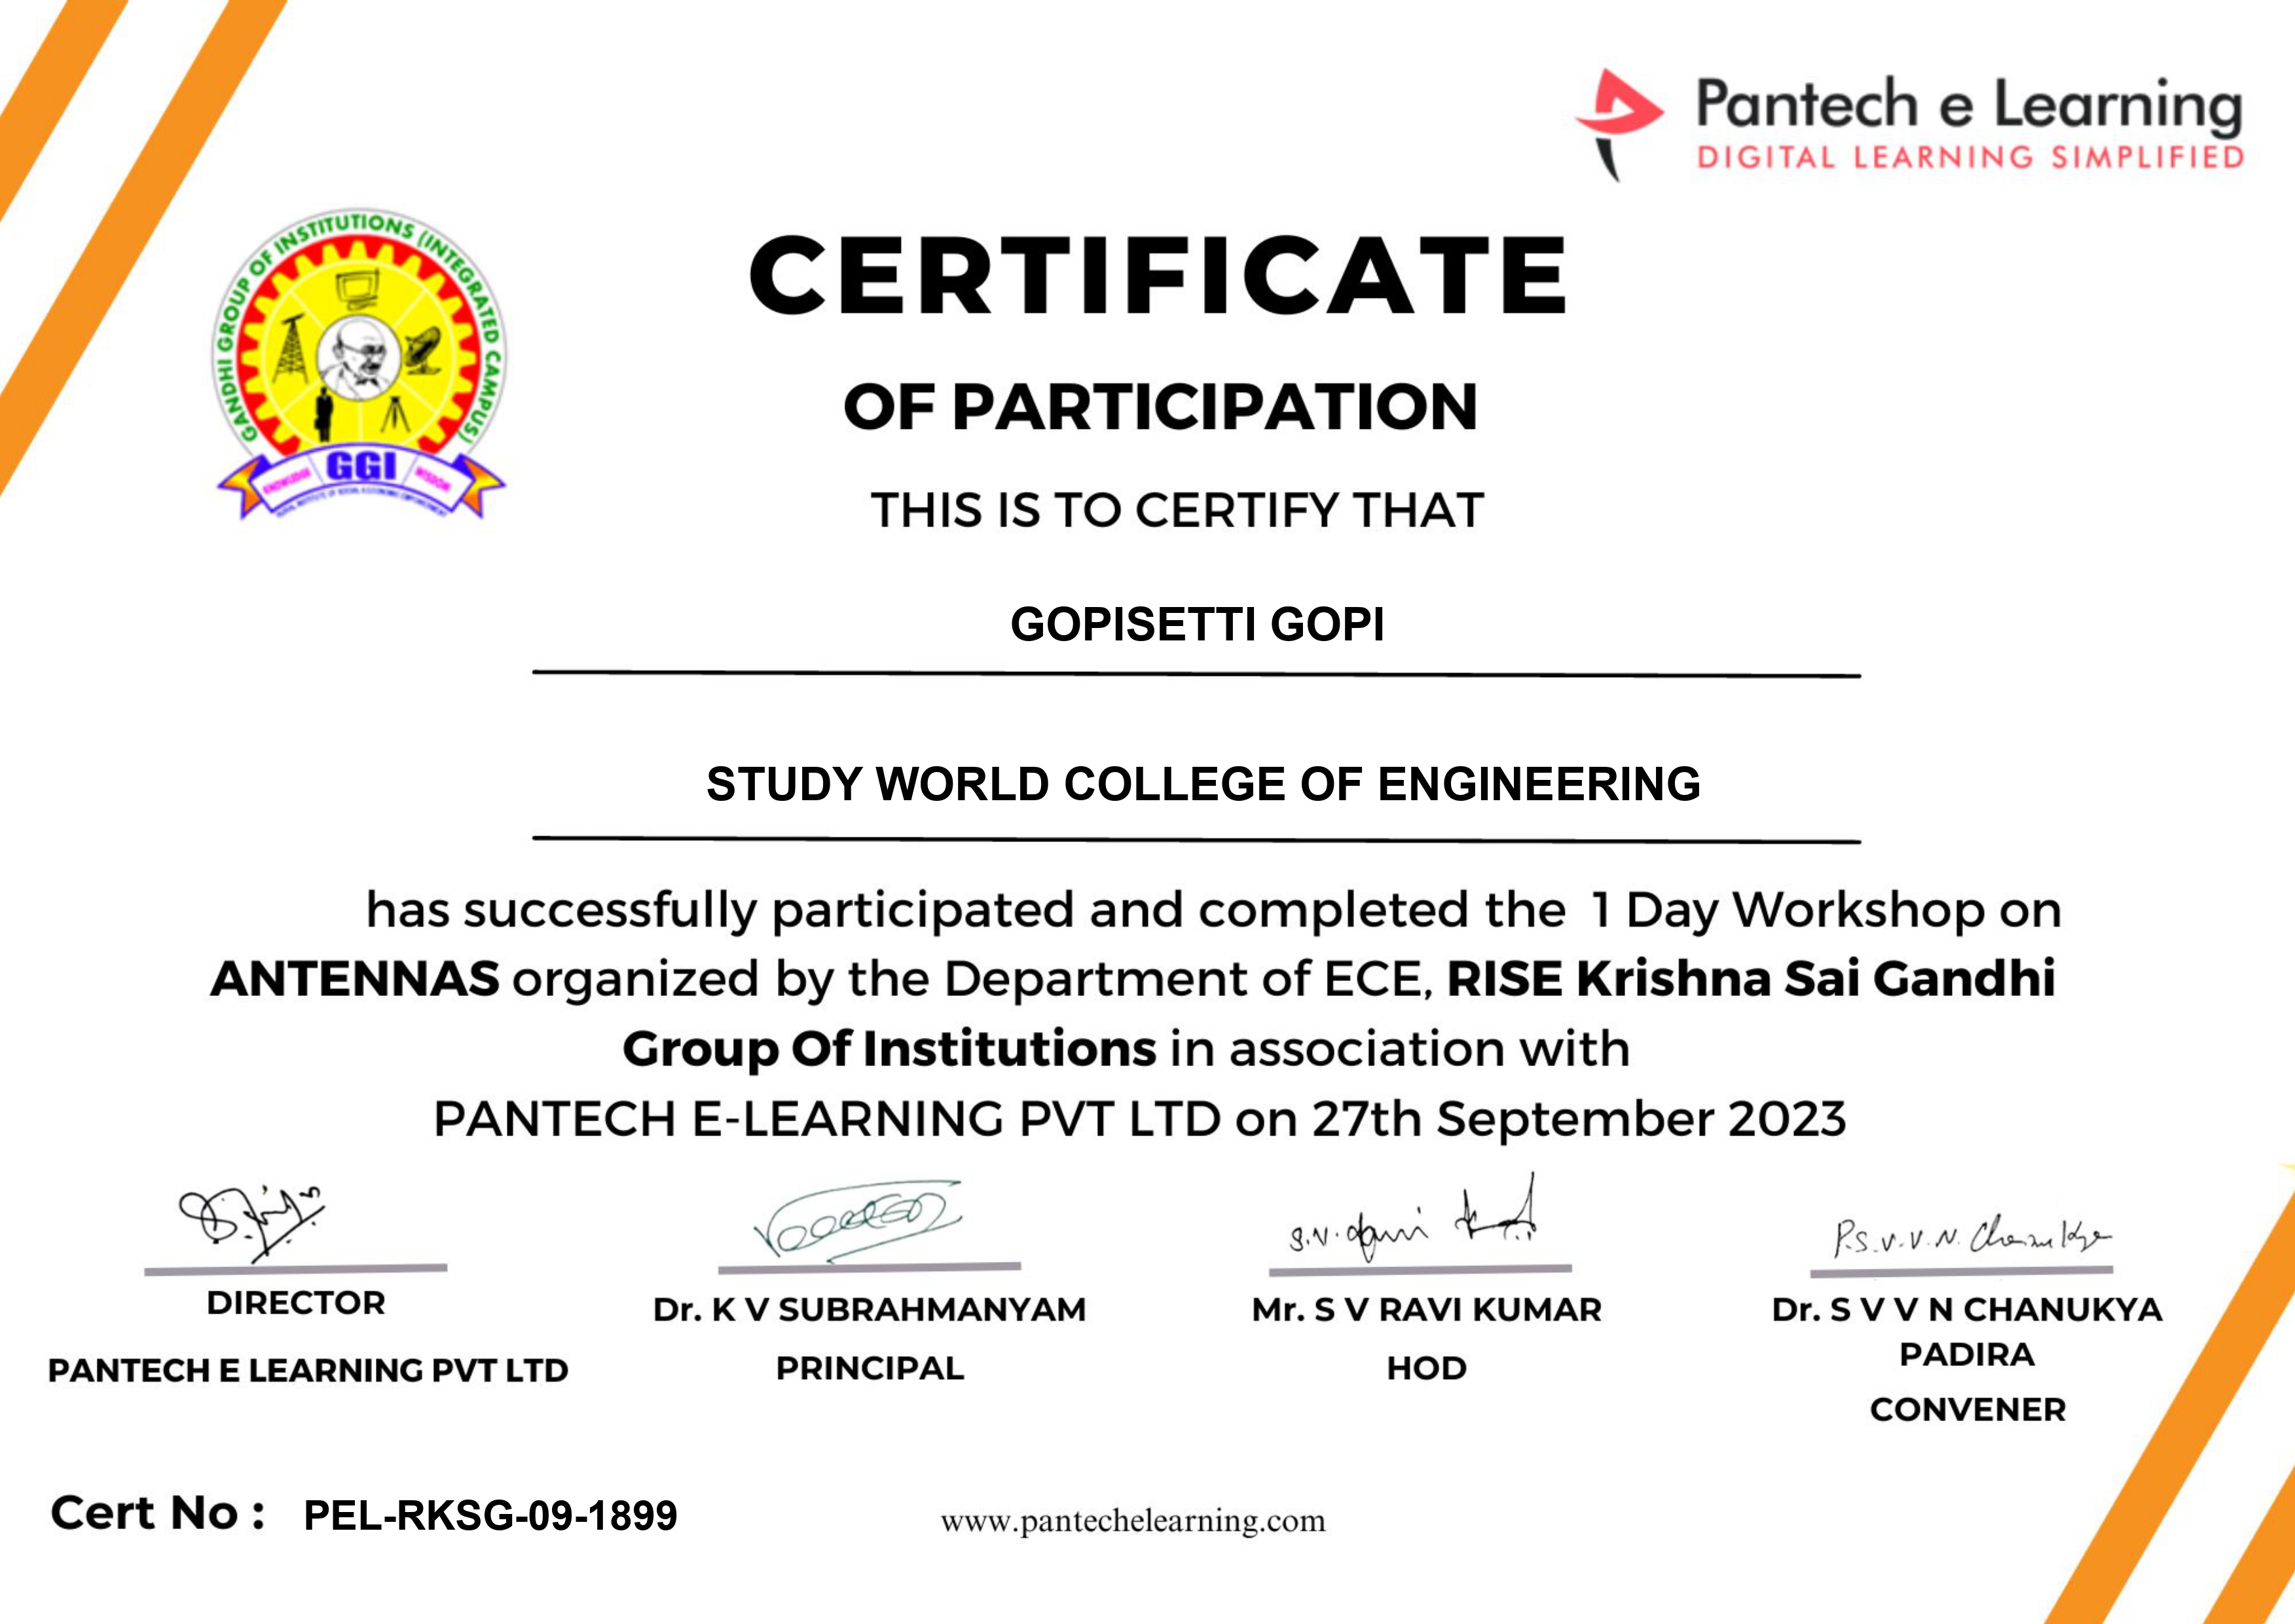 Pantech e Learning
DIGITAL LEARNING SIMPLIFIED
GANDHI GROUP OF INSTITUTIONS (INTEGRATED CAMPUS)
GGI
KNOWLEDGE
WISDOM
CERTIFICATE
OF PARTICIPATION
THIS IS TO CERTIFY THAT
GOPISETTI GOPI
STUDY WORLD COLLEGE OF ENGINEERING
has successfully participated and completed the 1 Day Workshop on
ANTENNAS organized by the Department of ECE, RISE Krishna Sai Gandhi
Group Of Institutions in association with
PANTECH E-LEARNING PVT LTD on 27th September 2023
P.S.V.V.N. Chanukya
DIRECTOR
PANTECH E LEARNING PVT LTD
Dr. K V SUBRAHMANYAM
PRINCIPAL
Mr. S V RAVI KUMAR
HOD
Dr. S V V N CHANUKYA
PADIRA
CONVENER
Cert No : PEL-RKSG-09-1899
www.pantechelearning.com